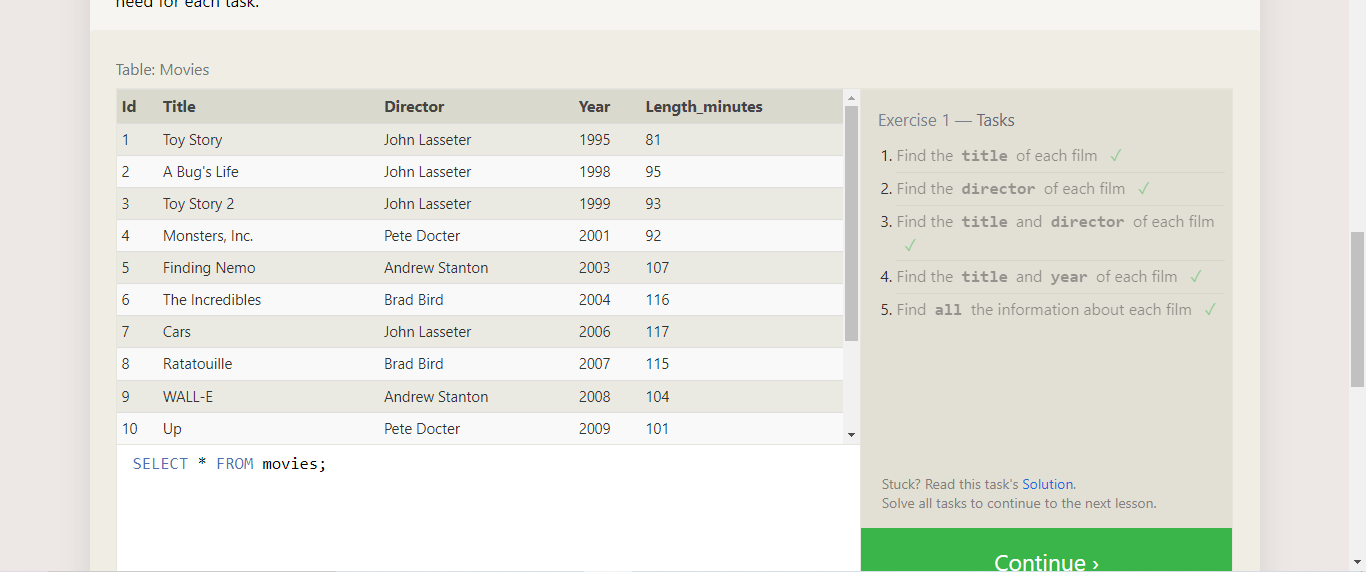 need for each task.
Table: Movies
Id Title Director Year Length_minutes
1 Toy Story John Lasseter 1995 81
2 A Bug's Life John Lasseter 1998 95
3 Toy Story 2 John Lasseter 1999 93
4 Monsters, Inc. Pete Docter 2001 92
5 Finding Nemo Andrew Stanton 2003 107
6 The Incredibles Brad Bird 2004 116
7 Cars John Lasseter 2006 117
8 Ratatouille Brad Bird 2007 115
9 WALL-E Andrew Stanton 2008 104
10 Up Pete Docter 2009 101
SELECT * FROM movies;
Exercise 1 — Tasks
1. Find the title of each film ✓
2. Find the director of each film ✓
3. Find the title and director of each film
✓
4. Find the title and year of each film ✓
5. Find all the information about each film ✓
Stuck? Read this task's Solution.
Solve all tasks to continue to the next lesson.
Continue ›